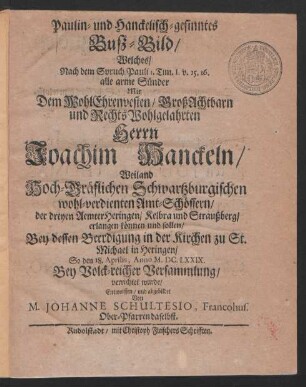 Paulin- und Hanckelisch-gesinntes
Buß-Bild/
Welches/
Nach dem Spruch Pauli 1. Tim. 1. v. 15. 16.
alle arme Sünder
Mit
Dem WohlEhrenvesten/ GroßAchtbarn
und Rechts Wohlgelahrten
Herrn
Joachim Hanckeln/
Weiland
Hoch-Gräflichen Schwartzburgischen
wohl-verdienten Amt-Schössern/
der dreyen Aemter Heringen/ Kelbra und Straußberg/
erlangen können und sollen/
Bey dessen Beerdigung in der Kirchen zu St.
Michael in Heringen/
So den 18. Aprilis, Anno M. DC. LXXIX.
Bey Volck-reicher Versammlung/
verrichtet wurde/
Entworffen/ und abgebildet
Von
M. JOHANNE SCHULTESIO, Francohus.
Ober-Pfarrern daselbst.
Rudolstadt/ mit Christoph Fleischers Schrifften.